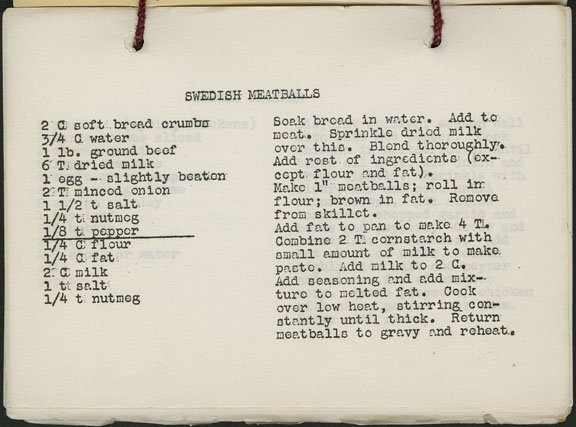 SWEDISH MEATBALLS
2 C soft bread crumbs
3/4 C water
1 lb. ground beef
6 T. dried milk
1 egg - slightly beaten
2 T. minced onion
1 1/2 t salt
1/4 t. nutmeg
1/8 t. pepper
1/4 C flour
1/4 C fat
2 C milk
1 t. salt
1/4 t. nutmeg
Soak bread in water. Add to
meat. Sprinkle dried milk
over this. Blend thoroughly.
Add rest of ingredients (ex-
cept flour and fat).
Make 1" meatballs; roll in
flour; brown in fat. Remove
from skillet.
Add fat to pan to make 4 T.
Combine 2 T. cornstarch with
small amount of milk to make
paste. Add milk to 2 C.
Add seasoning and add mix-
ture to melted fat. Cook
over low heat, stirring con-
stantly until thick. Return
meatballs to gravy and reheat.